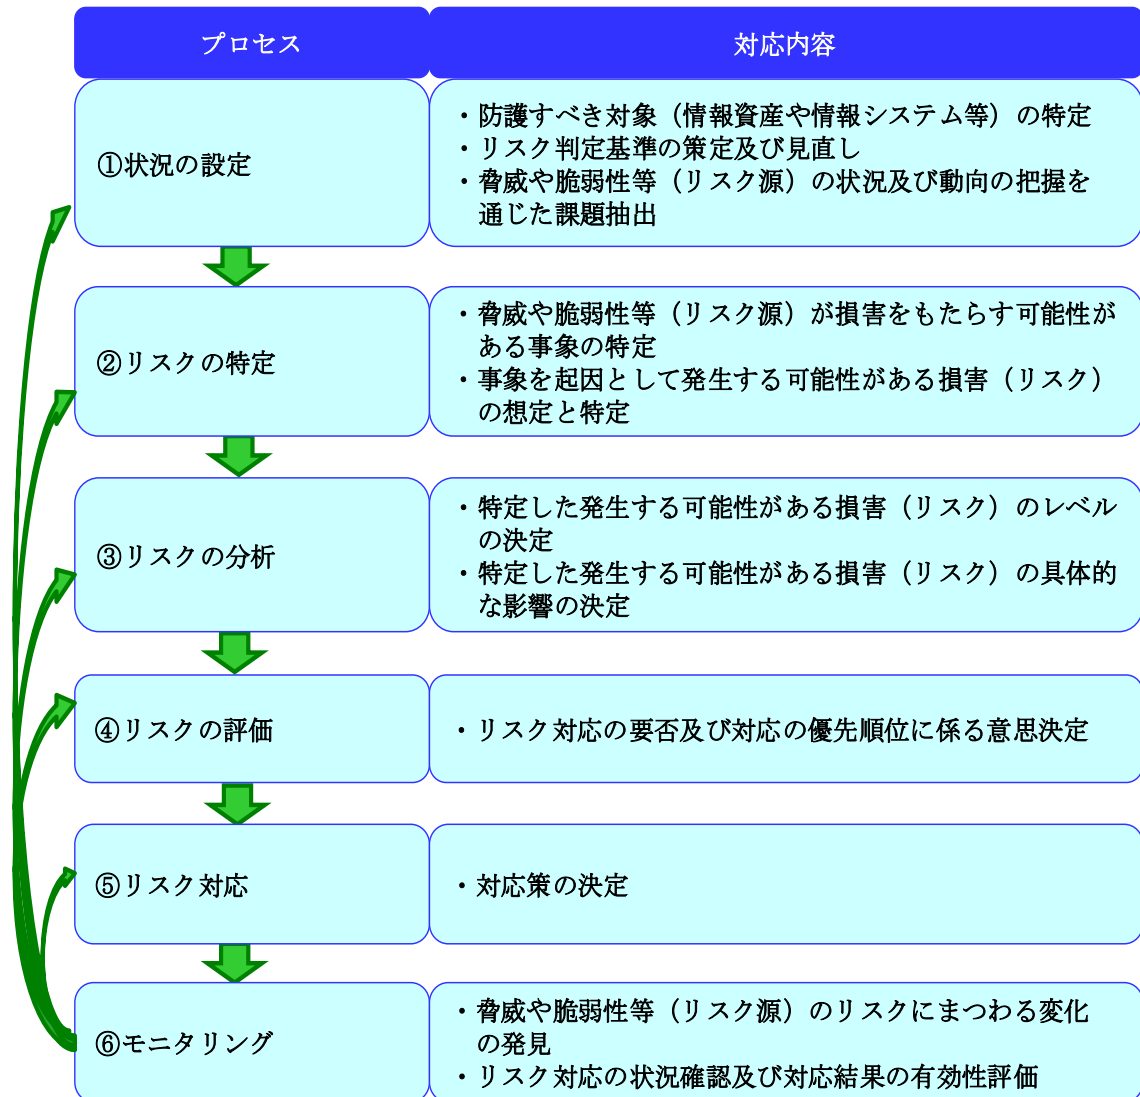 プロセス
対応内容
①状況の設定
・防護すべき対象（情報資産や情報システム等）の特定
・リスク判定基準の策定及び見直し
・脅威や脆弱性等（リスク源）の状況及び動向の把握を
通じた課題抽出
②リスクの特定
・脅威や脆弱性等（リスク源）が損害をもたらす可能性が
ある事象の特定
・事象を起因として発生する可能性がある損害（リスク）
の想定と特定
③リスクの分析
・特定した発生する可能性がある損害（リスク）のレベル
の決定
・特定した発生する可能性がある損害（リスク）の具体的
な影響の決定
④リスクの評価
・リスク対応の要否及び対応の優先順位に係る意思決定
⑤リスク対応
・対応策の決定
⑥モニタリング
・脅威や脆弱性等（リスク源）のリスクにまつわる変化
の発見
・リスク対応の状況確認及び対応結果の有効性評価